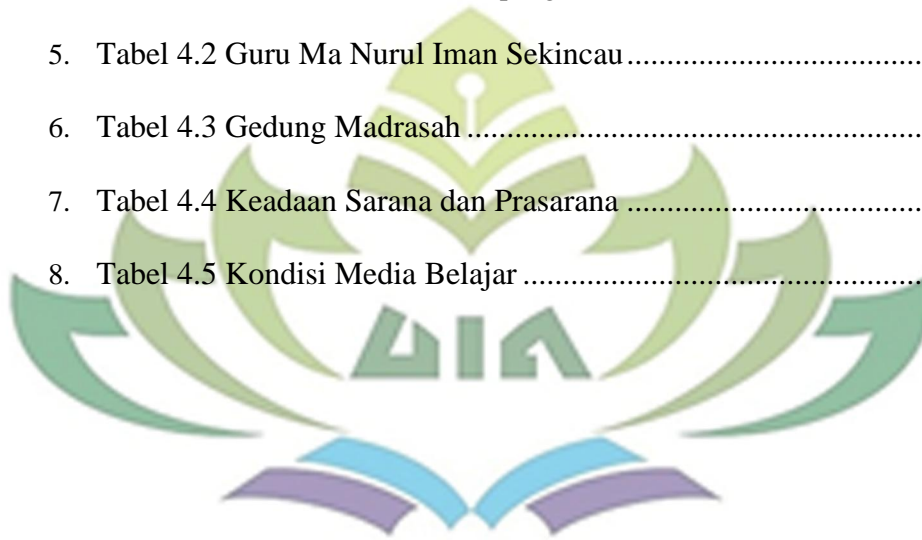 5. Tabel 4.2 Guru Ma Nurul Iman Sekincau..........................................
6. Tabel 4.3 Gedung Madrasah................................................................
7. Tabel 4.4 Keadaan Sarana dan Prasarana..........................................
8. Tabel 4.5 Kondisi Media Belajar........................................................
UIN